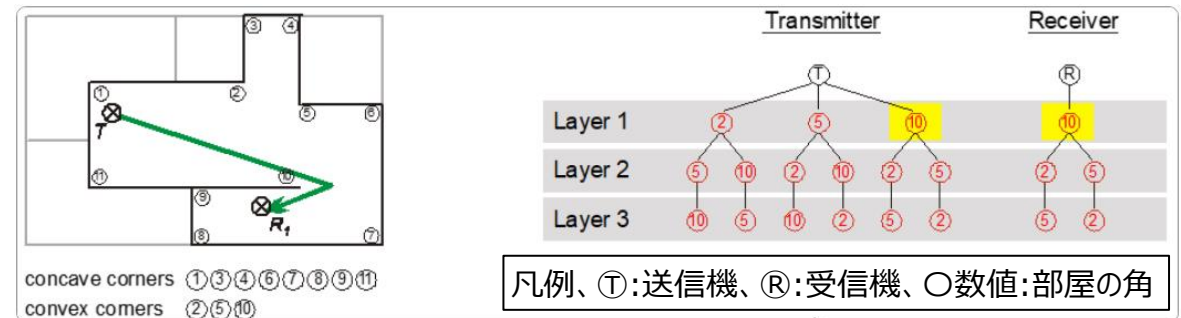 Transmitter
Receiver
③ ④
Ⓣ
Ⓡ
① ②
T
⑤ ⑥
Layer 1
② ⑤ ⑩ ⑩
⑪ ⑩
Layer 2
⑤ ⑩ ② ⑩ ② ⑤ ② ⑤
⑨
R₁
Layer 3
⑩ ⑤ ⑩ ② ⑤ ② ⑤ ②
⑧ ⑦
concave corners ①③④⑥⑦⑧⑨⑪
convex corners ②⑤⑩
凡例、Ⓣ:送信機、Ⓡ:受信機、〇数値:部屋の角